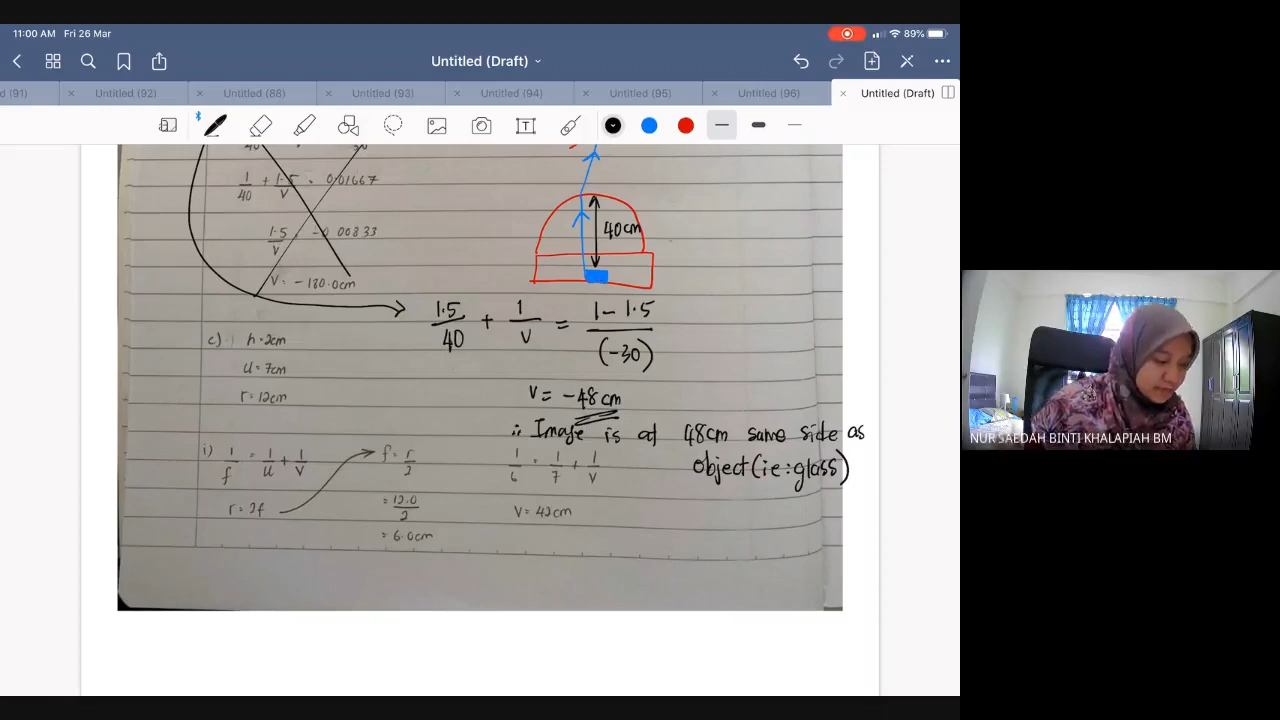 11:00 AM Fri 26 Mar
89%
Untitled (Draft)
d (91)
Untitled (92)
Untitled (88)
Untitled (93)
Untitled (94)
Untitled (95)
Untitled (96)
Untitled (Draft)
T
1/40 + 1.5/V = 0.01667
1.5/V = -0.00833
V = -180.0cm
40cm
1.5/40 + 1/V = 1 - 1.5/(-30)
V = -48 cm
∴ Image is at 48cm same side as
object (ie: glass)
c) h = 2cm
u = 7cm
r = 12cm
i) 1/f = 1/u + 1/V
r = 2f
f = r/2
= 12.0/2
= 6.0cm
1/6 = 1/7 + 1/V
V = 42cm
NUR SAEDAH BINTI KHALAPIAH BM